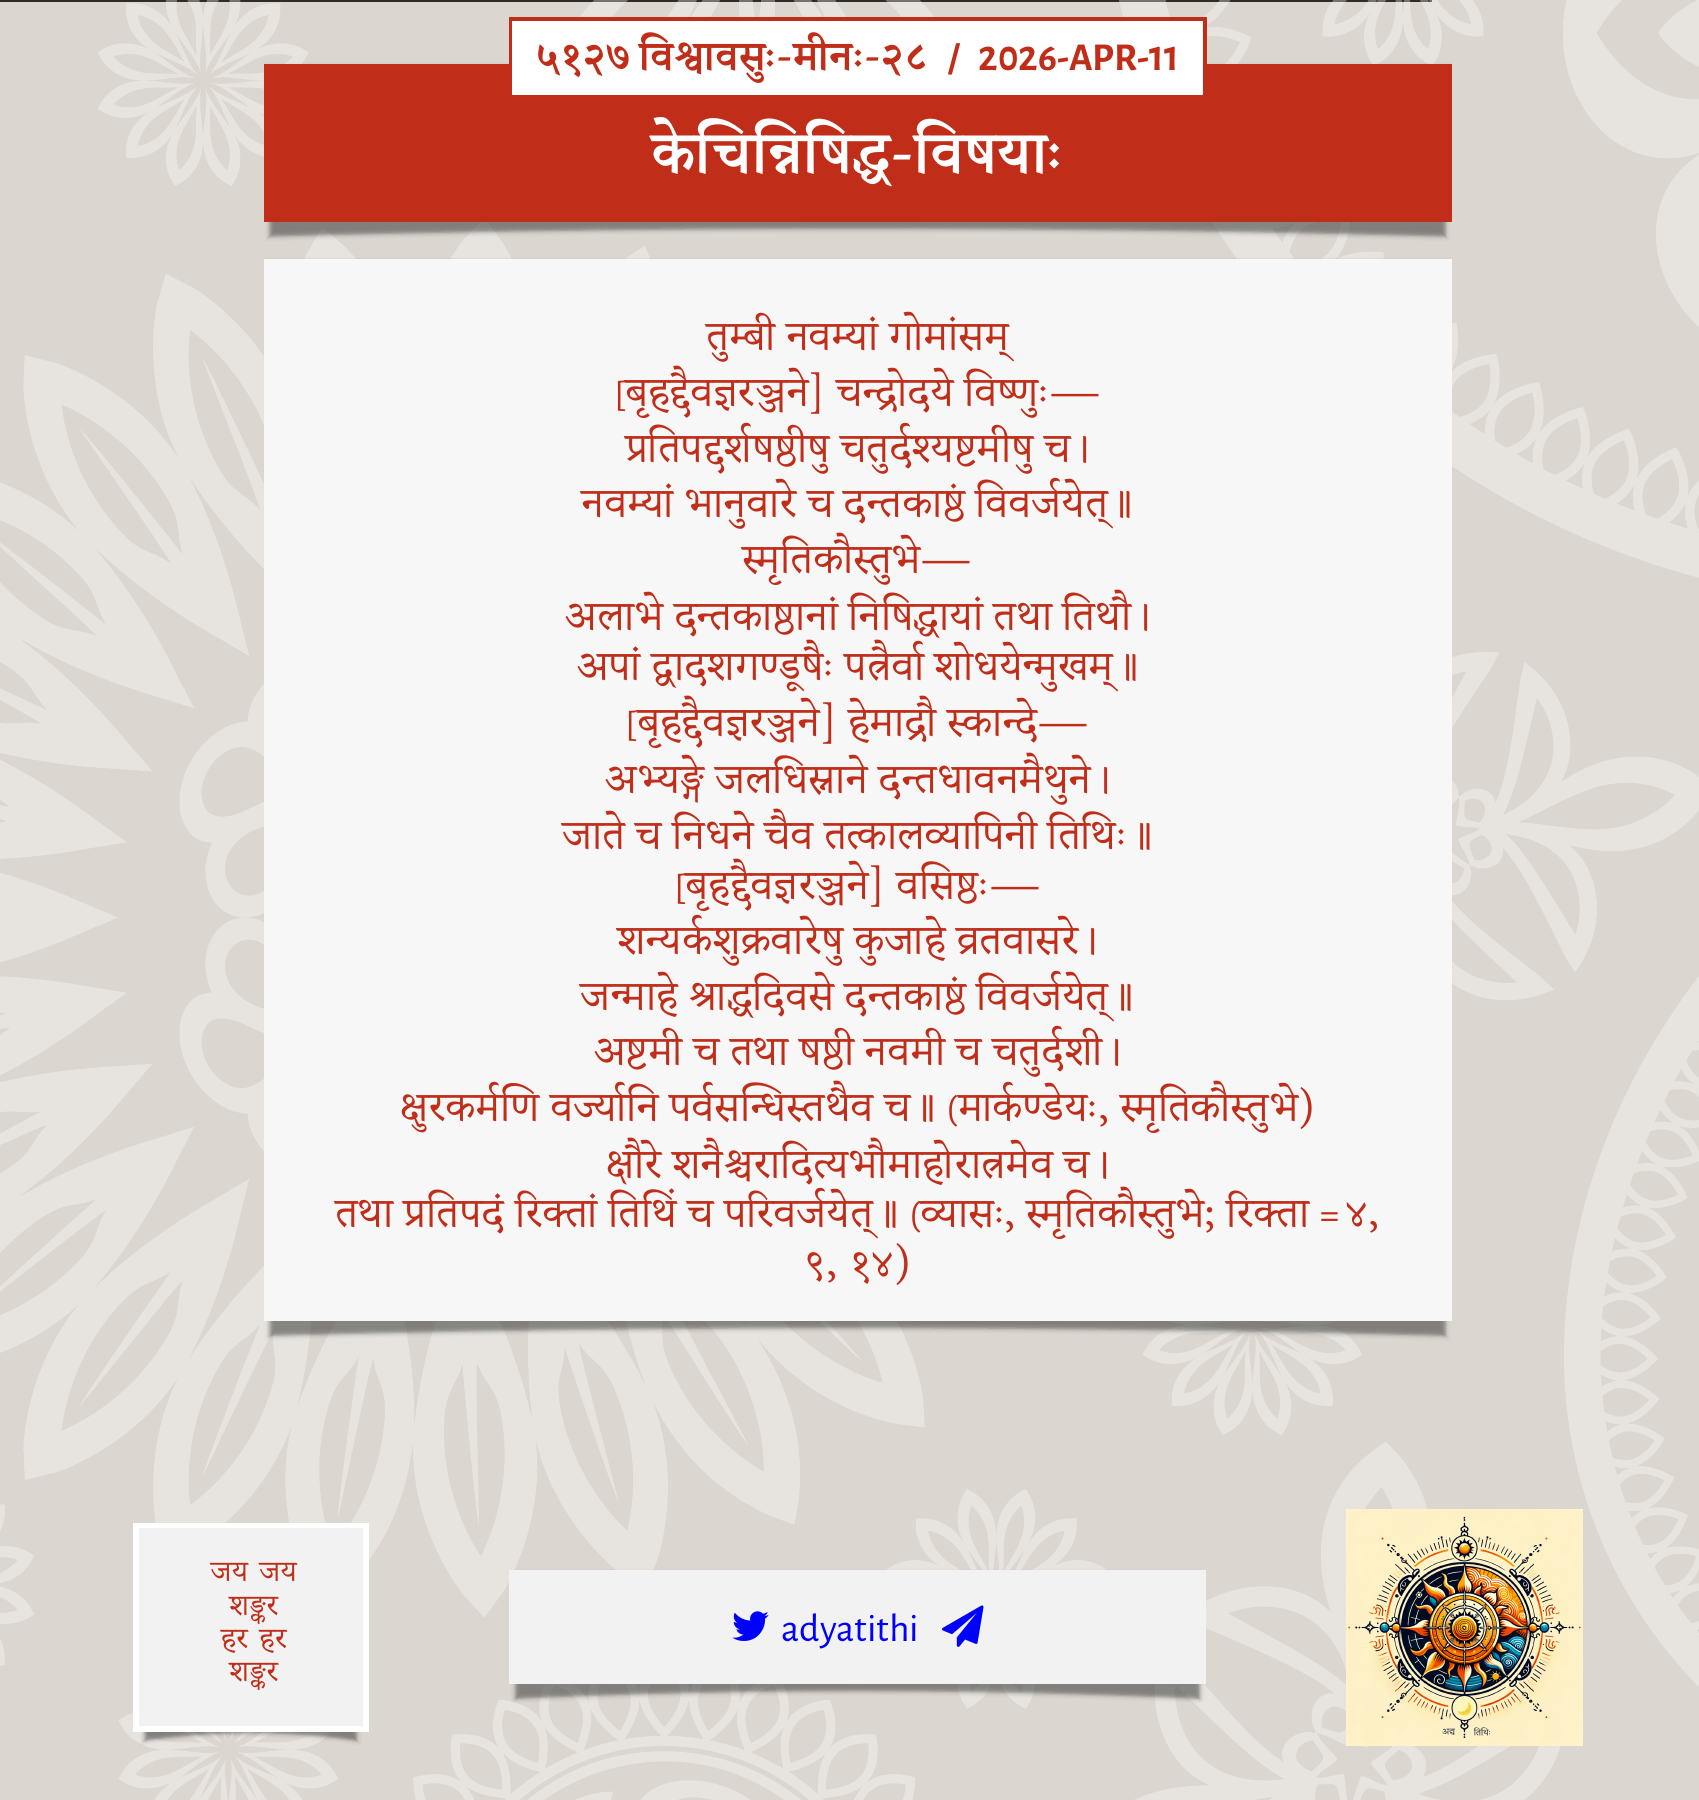 ५१२७ विश्वावसुः-मीनः-२८ / 2026-APR-11
केचिन्निषिद्ध-विषयाः
तुम्बी नवम्यां गोमांसम्
[बृहद्दैवज्ञरञ्जने] चन्द्रोदये विष्णुः—
प्रतिपद्दर्शषष्ठीषु चतुर्दश्यष्टमीषु च।
नवम्यां भानुवारे च दन्तकाष्ठं विवर्जयेत्॥
स्मृतिकौस्तुभे—
अलाभे दन्तकाष्ठानां निषिद्धायां तथा तिथौ।
अपां द्वादशगण्डूषैः पत्रैर्वा शोधयेन्मुखम्॥
[बृहद्दैवज्ञरञ्जने] हेमाद्रौ स्कान्दे—
अभ्यङ्गे जलधिस्नाने दन्तधावनमैथुने।
जाते च निधने चैव तत्कालव्यापिनी तिथिः॥
[बृहद्दैवज्ञरञ्जने] वसिष्ठः—
शन्यर्कशुक्रवारेषु कुजाहे व्रतवासरे।
जन्माहे श्राद्धदिवसे दन्तकाष्ठं विवर्जयेत्॥
अष्टमी च तथा षष्ठी नवमी च चतुर्दशी।
क्षुरकर्मणि वर्ज्यानि पर्वसन्धिस्तथैव च॥ (मार्कण्डेयः, स्मृतिकौस्तुभे)
क्षौरे शनैश्चरादित्यभौमाहोरात्रमेव च।
तथा प्रतिपदं रिक्तां तिथिं च परिवर्जयेत्॥ (व्यासः, स्मृतिकौस्तुभे; रिक्ता = ४,
९, १४)
जय जय
शङ्कर
हर हर
शङ्कर
adyatithi
अद्य तिथिः